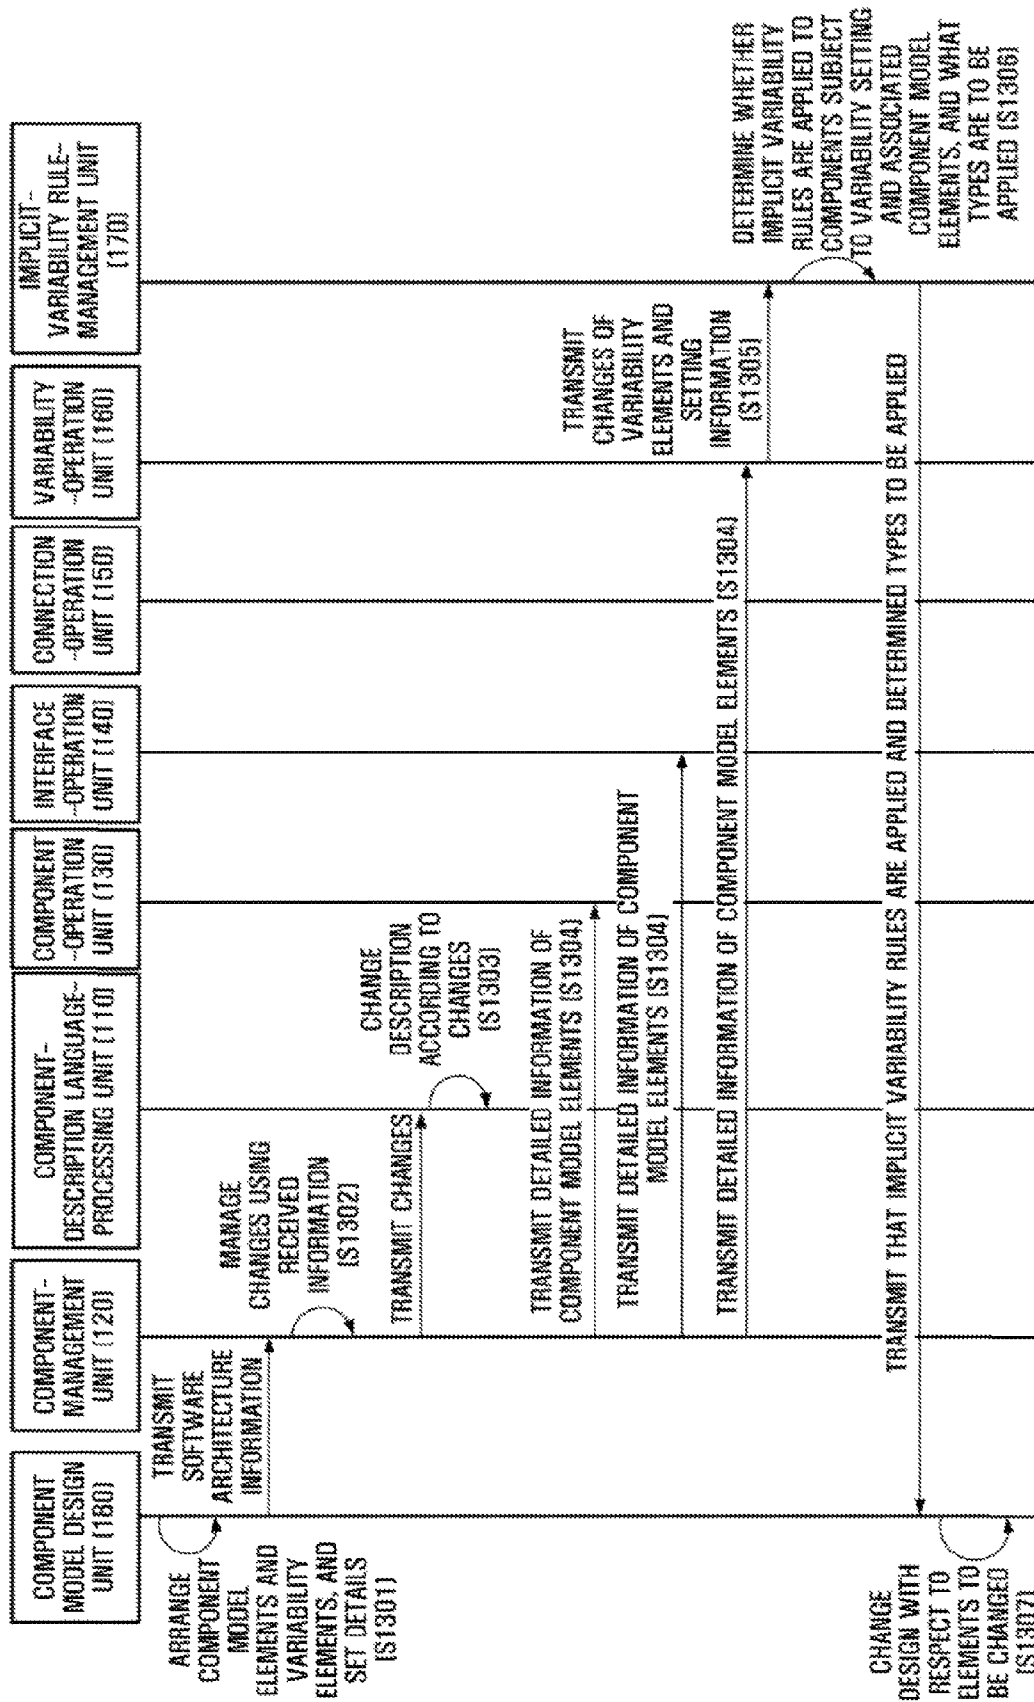 COMPONENT
MODEL DESIGN
UNIT (180)
COMPONENT-
MANAGEMENT
UNIT (120)
COMPONENT-
DESCRIPTION LANGUAGE-
PROCESSING UNIT (110)
COMPONENT
-OPERATION
UNIT (130)
INTERFACE
-OPERATION
UNIT (140)
CONNECTION
-OPERATION
UNIT (150)
VARIABILITY
-OPERATION
UNIT (160)
IMPLICIT-
VARIABILITY RULE-
MANAGEMENT UNIT
(170)
ARRANGE
COMPONENT
MODEL
ELEMENTS AND
VARIABILITY
ELEMENTS, AND
SET DETAILS
(S1301)
TRANSMIT
SOFTWARE
ARCHITECTURE
INFORMATION
MANAGE
CHANGES USING
RECEIVED
INFORMATION
(S1302)
TRANSMIT CHANGES
CHANGE
DESCRIPTION
ACCORDING TO
CHANGES
(S1303)
TRANSMIT DETAILED INFORMATION OF
COMPONENT MODEL ELEMENTS (S1304)
TRANSMIT DETAILED INFORMATION OF COMPONENT
MODEL ELEMENTS (S1304)
TRANSMIT DETAILED INFORMATION OF COMPONENT MODEL ELEMENTS (S1304)
TRANSMIT
CHANGES OF
VARIABILITY
ELEMENTS AND
SETTING
INFORMATION
(S1305)
DETERMINE WHETHER
IMPLICIT VARIABILITY
RULES ARE APPLIED TO
COMPONENTS SUBJECT
TO VARIABILITY SETTING
AND ASSOCIATED
COMPONENT MODEL
ELEMENTS, AND WHAT
TYPES ARE TO BE
APPLIED (S1306)
TRANSMIT THAT IMPLICIT VARIABILITY RULES ARE APPLIED AND DETERMINED TYPES TO BE APPLIED
CHANGE
DESIGN WITH
RESPECT TO
ELEMENTS TO
BE CHANGED
(S1307)